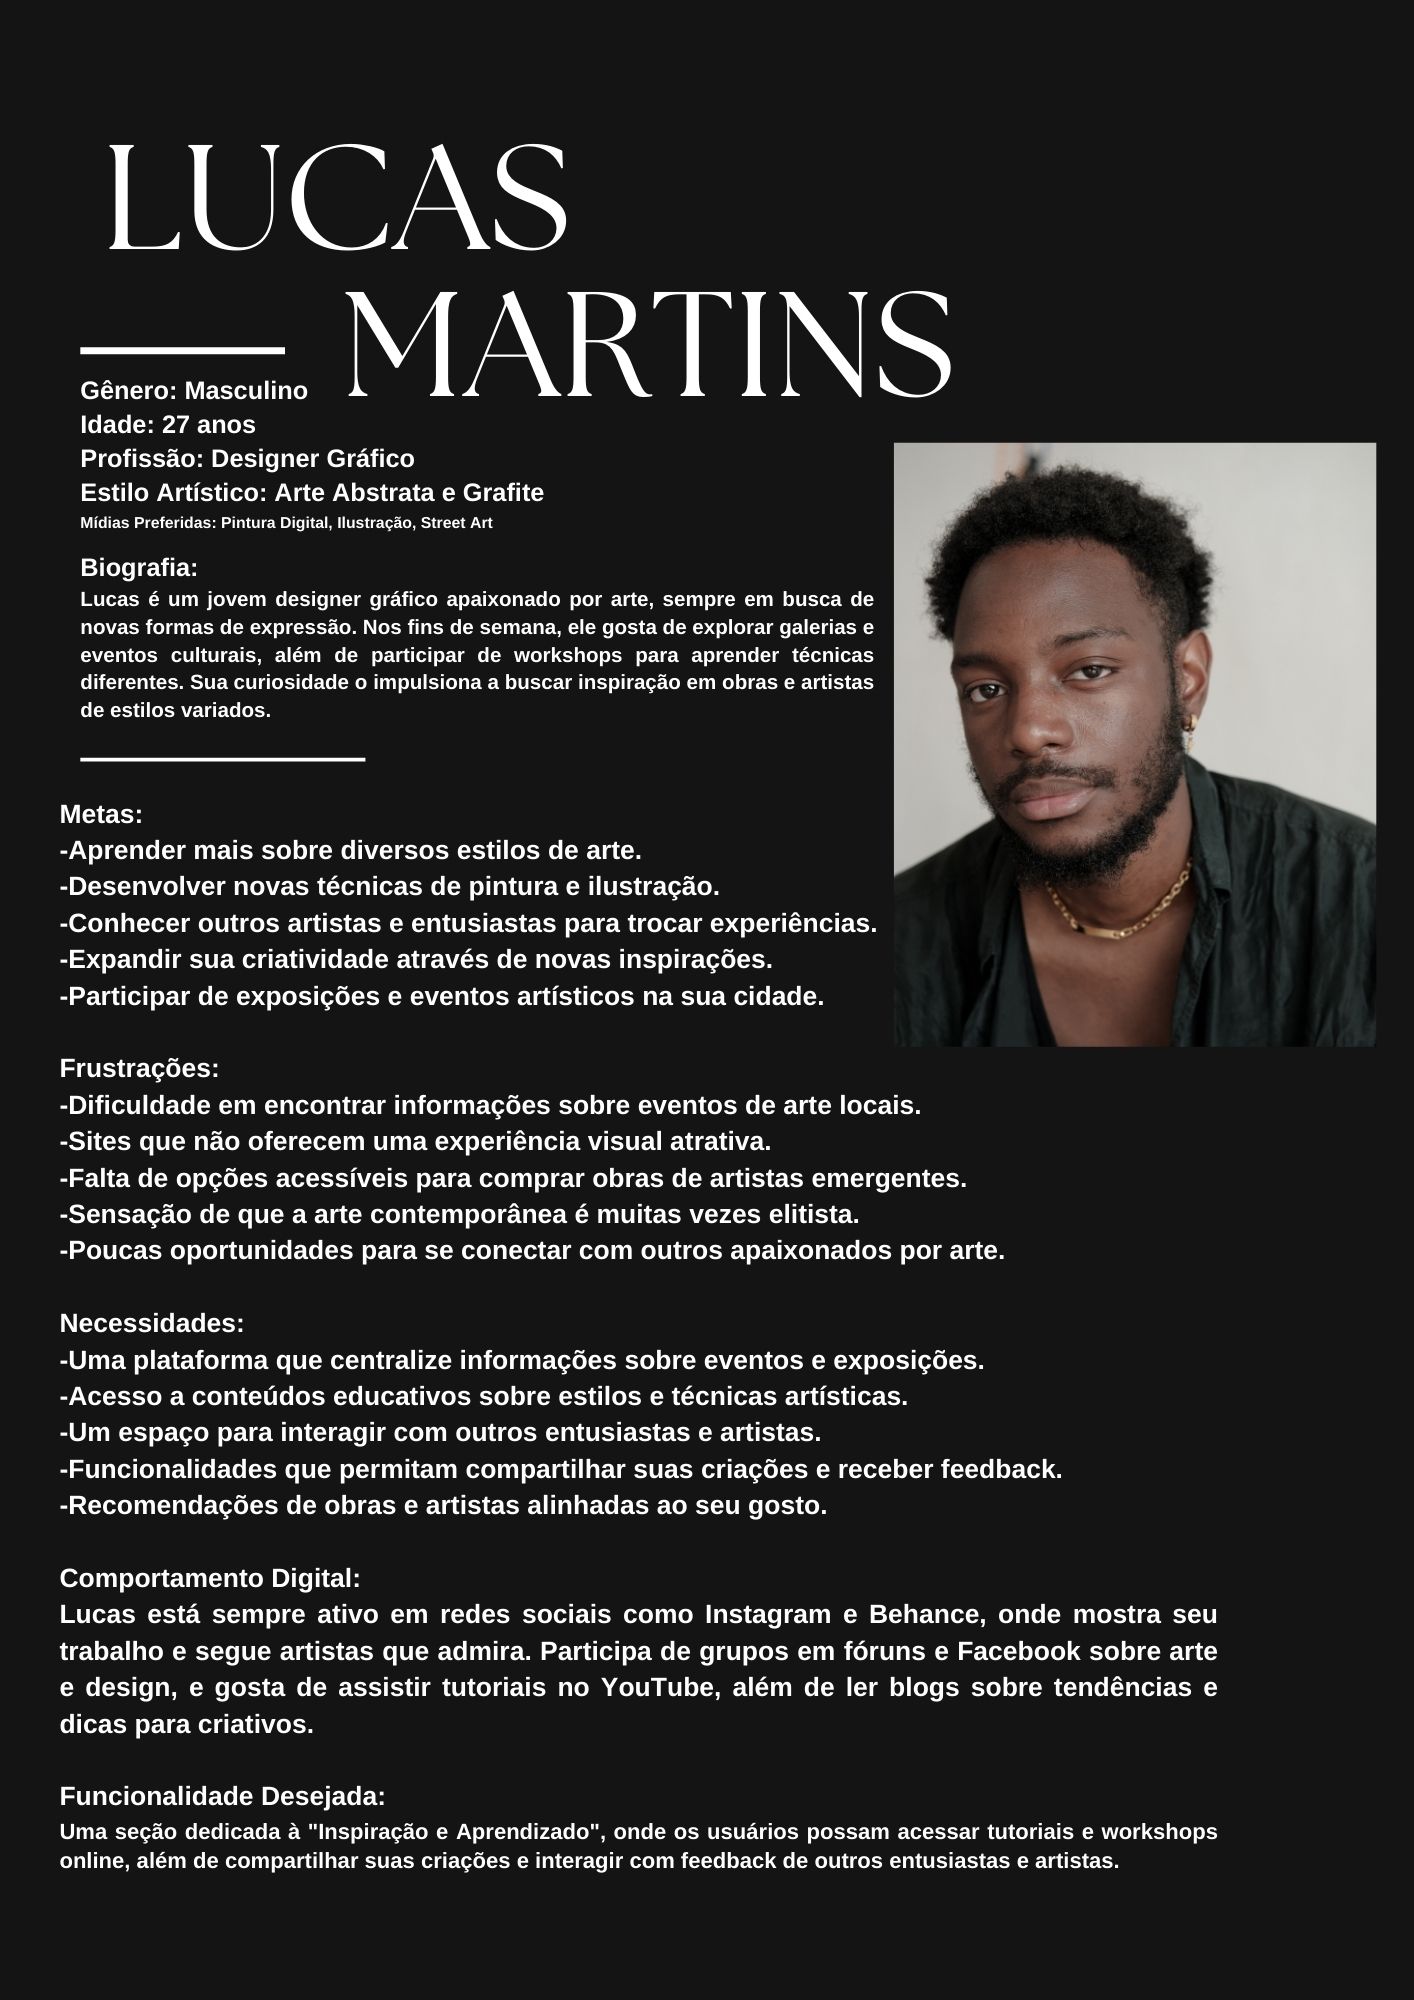 LUCAS
MARTINS
Gênero: Masculino
Idade: 27 anos
Profissão: Designer Gráfico
Estilo Artístico: Arte Abstrata e Grafite
Mídias Preferidas: Pintura Digital, Ilustração, Street Art
Biografia:
Lucas é um jovem designer gráfico apaixonado por arte, sempre em busca de
novas formas de expressão. Nos fins de semana, ele gosta de explorar galerias e
eventos culturais, além de participar de workshops para aprender técnicas
diferentes. Sua curiosidade o impulsiona a buscar inspiração em obras e artistas
de estilos variados.
Metas:
-Aprender mais sobre diversos estilos de arte.
-Desenvolver novas técnicas de pintura e ilustração.
-Conhecer outros artistas e entusiastas para trocar experiências.
-Expandir sua criatividade através de novas inspirações.
-Participar de exposições e eventos artísticos na sua cidade.
Frustrações:
-Dificuldade em encontrar informações sobre eventos de arte locais.
-Sites que não oferecem uma experiência visual atrativa.
-Falta de opções acessíveis para comprar obras de artistas emergentes.
-Sensação de que a arte contemporânea é muitas vezes elitista.
-Poucas oportunidades para se conectar com outros apaixonados por arte.
Necessidades:
-Uma plataforma que centralize informações sobre eventos e exposições.
-Acesso a conteúdos educativos sobre estilos e técnicas artísticas.
-Um espaço para interagir com outros entusiastas e artistas.
-Funcionalidades que permitam compartilhar suas criações e receber feedback.
-Recomendações de obras e artistas alinhadas ao seu gosto.
Comportamento Digital:
Lucas está sempre ativo em redes sociais como Instagram e Behance, onde mostra seu
trabalho e segue artistas que admira. Participa de grupos em fóruns e Facebook sobre arte
e design, e gosta de assistir tutoriais no YouTube, além de ler blogs sobre tendências e
dicas para criativos.
Funcionalidade Desejada:
Uma seção dedicada à "Inspiração e Aprendizado", onde os usuários possam acessar tutoriais e workshops
online, além de compartilhar suas criações e interagir com feedback de outros entusiastas e artistas.